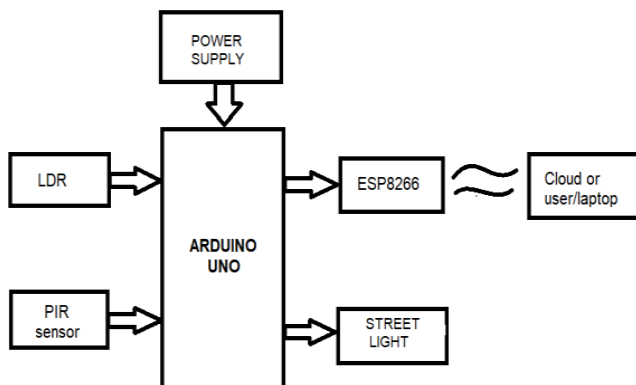 POWER
SUPPLY
LDR
ESP8266
Cloud or
user/laptop
ARDUINO
UNO
PIR
sensor
STREET
LIGHT